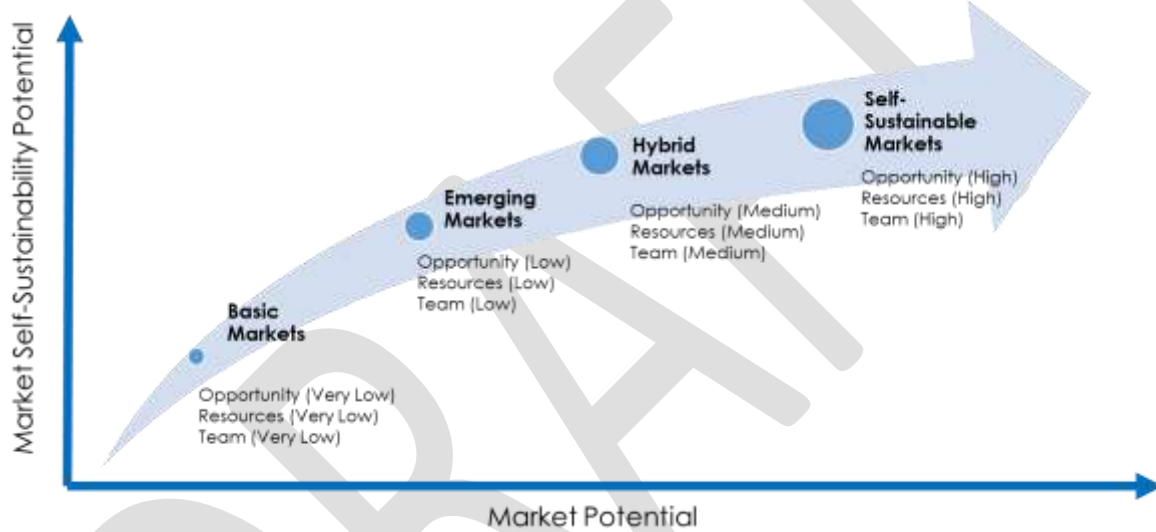 Market Self-Sustainability Potential
Self-
Sustainable
Markets
Opportunity (High)
Resources (High)
Team (High)
Hybrid
Markets
Opportunity (Medium)
Resources (Medium)
Team (Medium)
Emerging
Markets
Opportunity (Low)
Resources (Low)
Team (Low)
Basic
Markets
Opportunity (Very Low)
Resources (Very Low)
Team (Very Low)
Market Potential